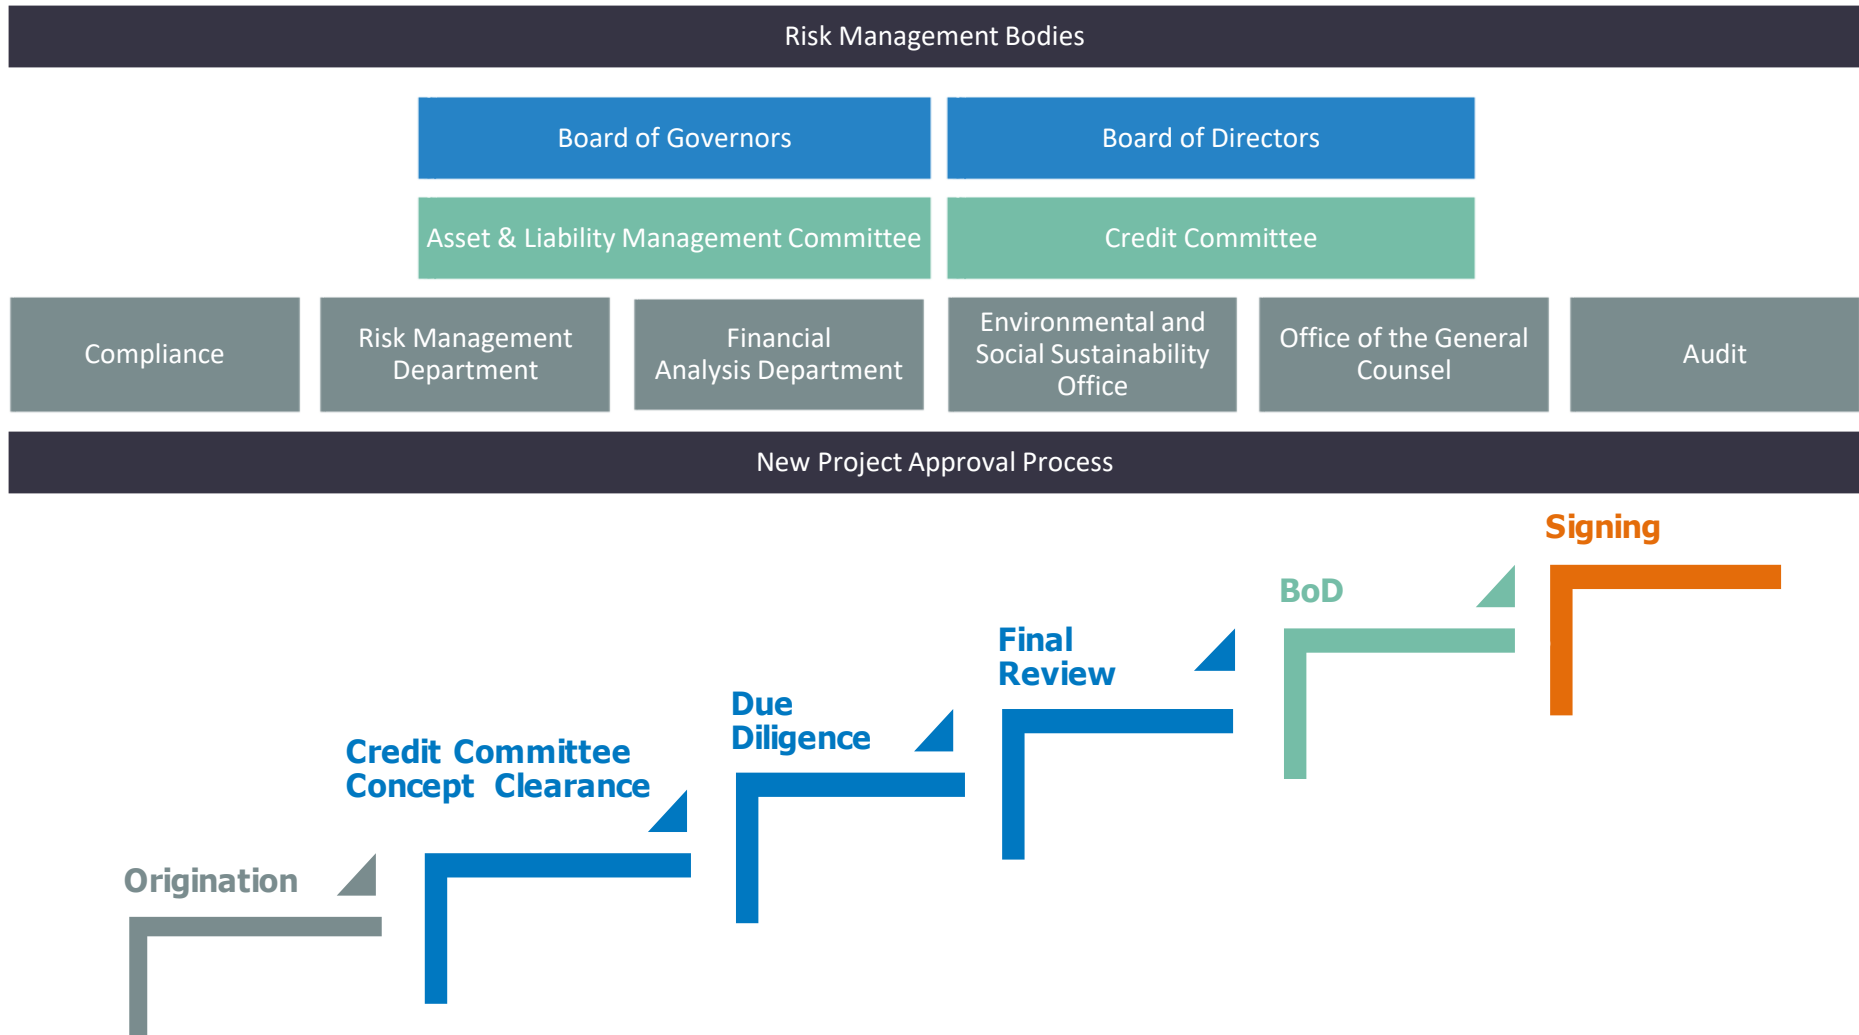 Risk Management Bodies
Board of Governors
Board of Directors
Asset & Liability Management Committee
Credit Committee
Compliance
Risk Management
Department
Financial
Analysis Department
Environmental and
Social Sustainability
Office
Office of the General
Counsel
Audit
New Project Approval Process
Origination
Credit Committee
Concept Clearance
Due
Diligence
Final
Review
BoD
Signing